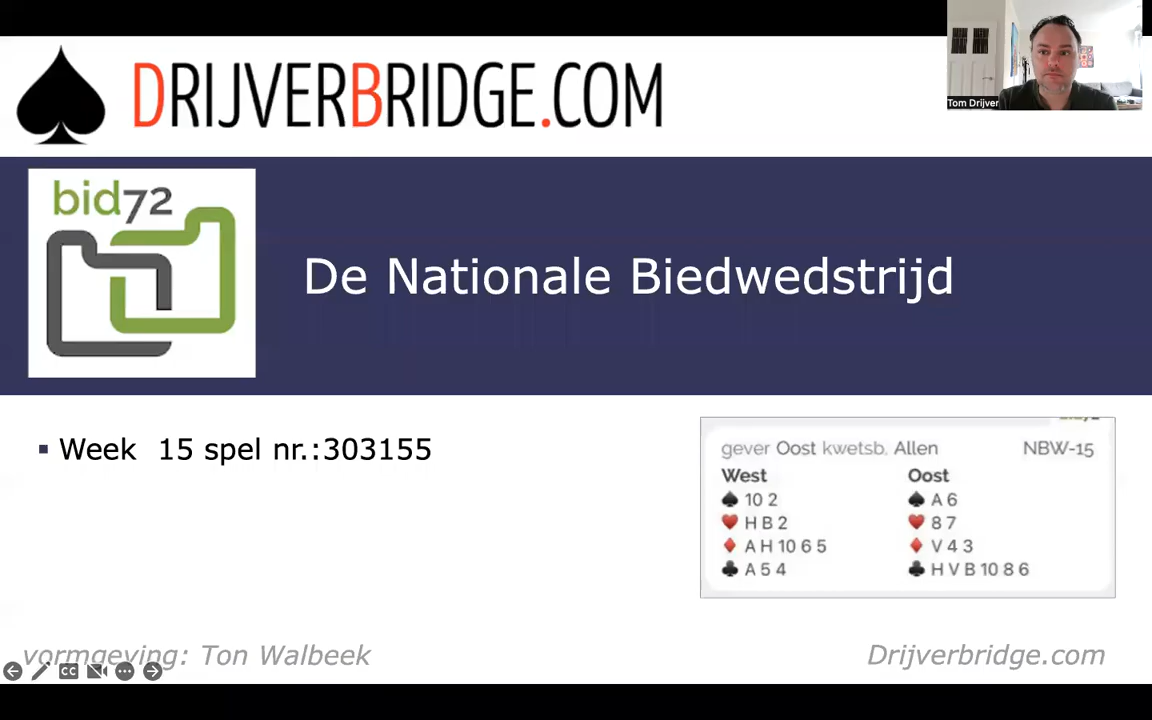 Tom Drijver
DRIJVERBRIDGE.COM
bid72
De Nationale Biedwedstrijd
Week 15 spel nr.:303155
gever Oost kwetsb. Allen NBW-15
West Oost
♠ 10 2 ♠ A 6
♥ H B 2 ♥ 8 7
♦ A H 10 6 5 ♦ V 4 3
♣ A 5 4 ♣ H V B 10 8 6
vormgeving: Ton Walbeek
Drijverbridge.com
CC